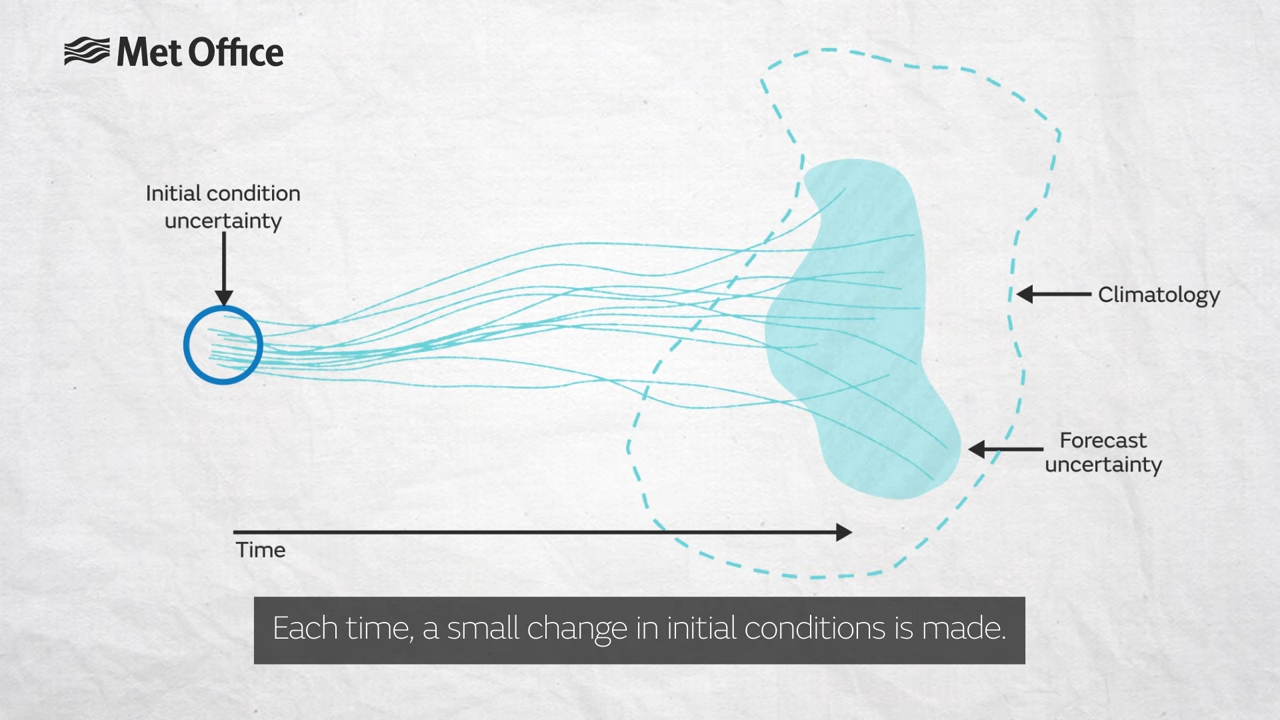 Met Office
Initial condition
uncertainty
Climatology
Forecast
uncertainty
Time
Each time, a small change in initial conditions is made.